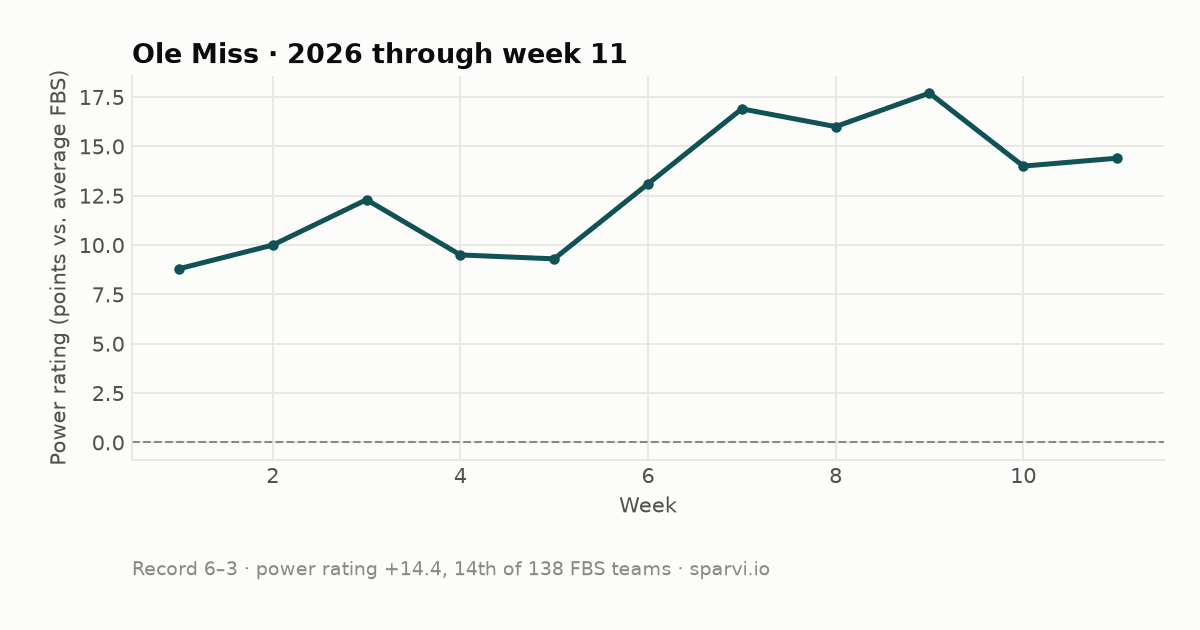 Ole Miss · 2026 through week 11
Power rating (points vs. average FBS)
17.5
15.0
12.5
10.0
7.5
5.0
2.5
0.0
2 4 6 8 10
Week
Record 6–3 · power rating +14.4, 14th of 138 FBS teams · sparvi.io